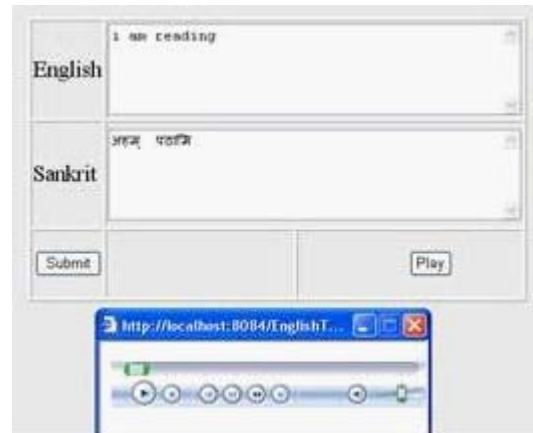 i am reading
English
अहम् पठामि
Sankrit
Submit
Play
http://localhost:8084/EnglishT...